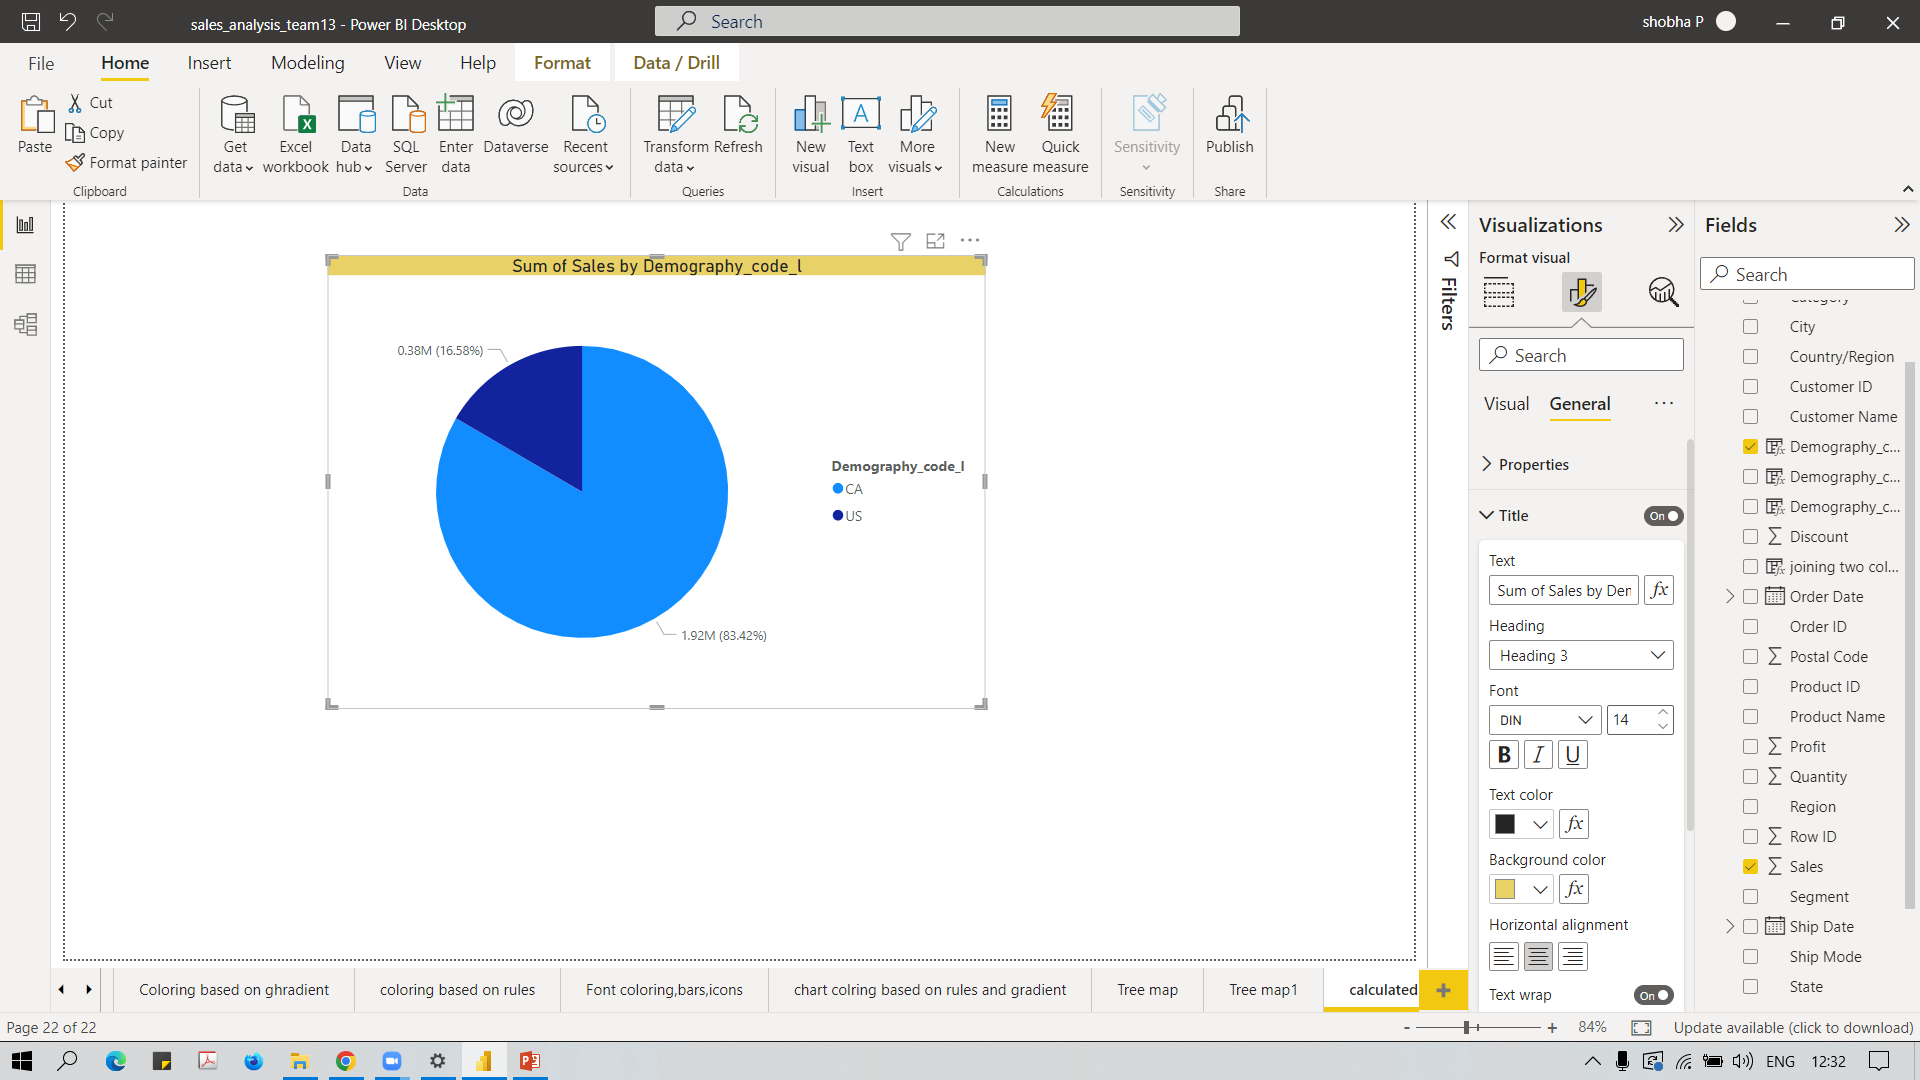 sales_analysis_team13 - Power BI Desktop
Search
shobha P
File
Home
Insert
Modeling
View
Help
Format
Data / Drill
Paste
Cut
Copy
Format painter
Clipboard
Get
data
Excel
workbook
Data
hub
SQL
Server
Enter
data
Dataverse
Recent
sources
Data
Transform
data
Refresh
Queries
New
visual
Text
box
More
visuals
Insert
New
measure
Quick
measure
Calculations
Sensitivity
Sensitivity
Publish
Share
Sum of Sales by Demography_code_l
0.38M (16.58%)
1.92M (83.42%)
Demography_code_l
CA
US
Filters
Visualizations
Format visual
Search
Visual
General
Properties
Title
On
Text
Sum of Sales by Den
Heading
Heading 3
Font
DIN
14
B
I
U
Text color
fx
Background color
fx
Horizontal alignment
Text wrap
On
Fields
Search
Category
City
Country/Region
Customer ID
Customer Name
Demography_c...
Demography_c...
Demography_c...
Discount
joining two col...
Order Date
Order ID
Postal Code
Product ID
Product Name
Profit
Quantity
Region
Row ID
Sales
Segment
Ship Date
Ship Mode
State
Coloring based on ghradient
coloring based on rules
Font coloring,bars,icons
chart colring based on rules and gradient
Tree map
Tree map1
calculated
Page 22 of 22
84%
Update available (click to download)
ENG
12:32